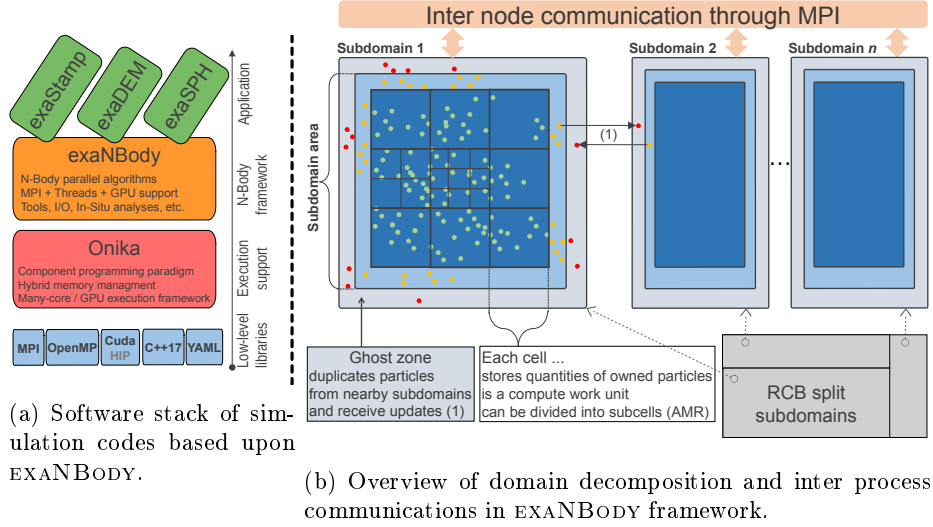 exaStamp
exaDEM
exaSPH
exaNBody
N-Body parallel algorithms
MPI + Threads + GPU support
Tools, I/O, In-Situ analyses, etc.
Onika
Component programming paradigm
Hybrid memory managment
Many-core / GPU execution framework
MPI
OpenMP
Cuda
HIP
C++17
YAML
Application
N-Body
framework
Execution
support
Low-level
libraries
(a) Software stack of sim-
ulation codes based upon
EXANBODY.
Inter node communication through MPI
Subdomain 1
Subdomain 2
Subdomain n
Subdomain area
(1)
...
Ghost zone
duplicates particles
from nearby subdomains
and receive updates (1)
Each cell ...
stores quantities of owned particles
is a compute work unit
can be divided into subcells (AMR)
RCB split
subdomains
(b) Overview of domain decomposition and inter process
communications in EXANBODY framework.